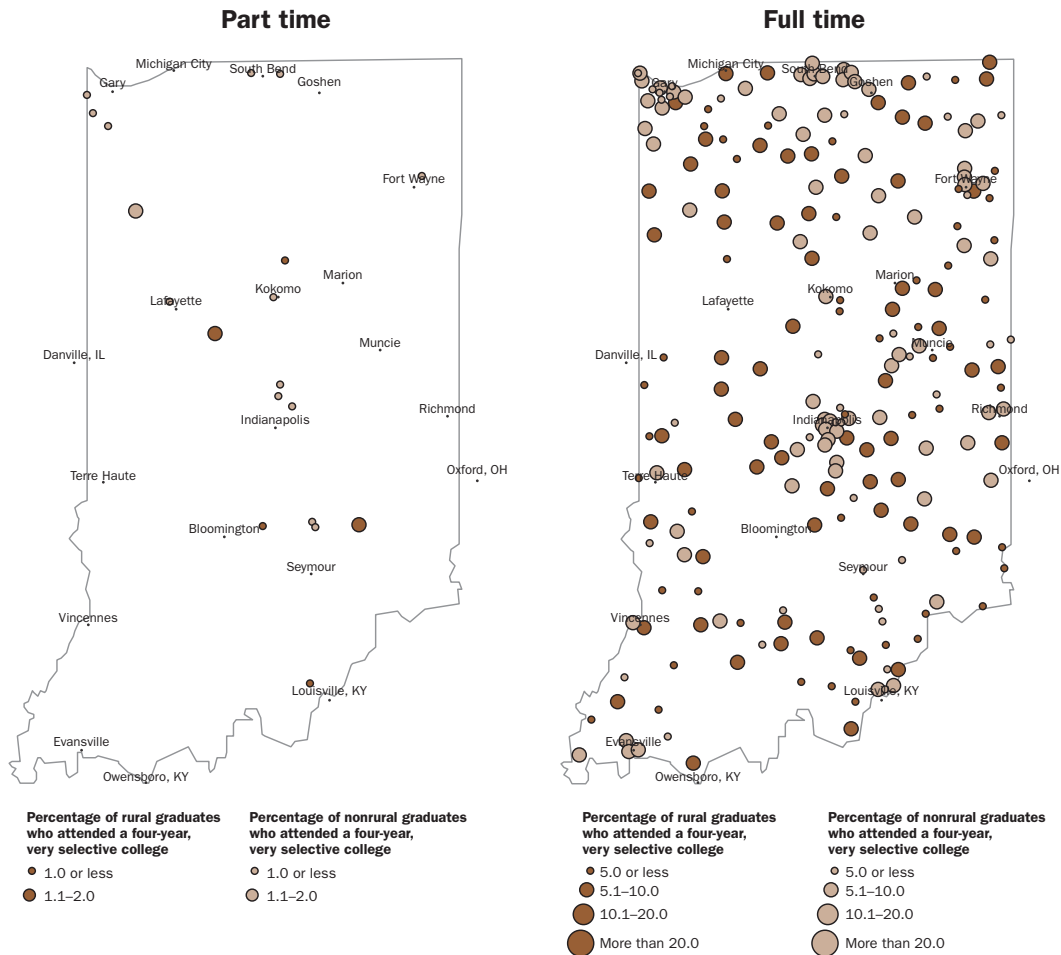 Part time
Michigan City
South Bend
Gary
Goshen
Fort Wayne
Marion
Kokomo
Lafayette
Muncie
Danville, IL
Richmond
Indianapolis
Oxford, OH
Terre Haute
Bloomington
Seymour
Vincennes
Louisville, KY
Evansville
Owensboro, KY
Percentage of rural graduates
who attended a four-year,
very selective college
1.0 or less
1.1–2.0
Percentage of nonrural graduates
who attended a four-year,
very selective college
1.0 or less
1.1–2.0
Full time
Michigan City
South Bend
Gary
Goshen
Fort Wayne
Marion
Kokomo
Lafayette
Muncie
Danville, IL
Richmond
Indianapolis
Oxford, OH
Terre Haute
Bloomington
Seymour
Vincennes
Louisville, KY
Evansville
Owensboro, KY
Percentage of rural graduates
who attended a four-year,
very selective college
5.0 or less
5.1–10.0
10.1–20.0
More than 20.0
Percentage of nonrural graduates
who attended a four-year,
very selective college
5.0 or less
5.1–10.0
10.1–20.0
More than 20.0